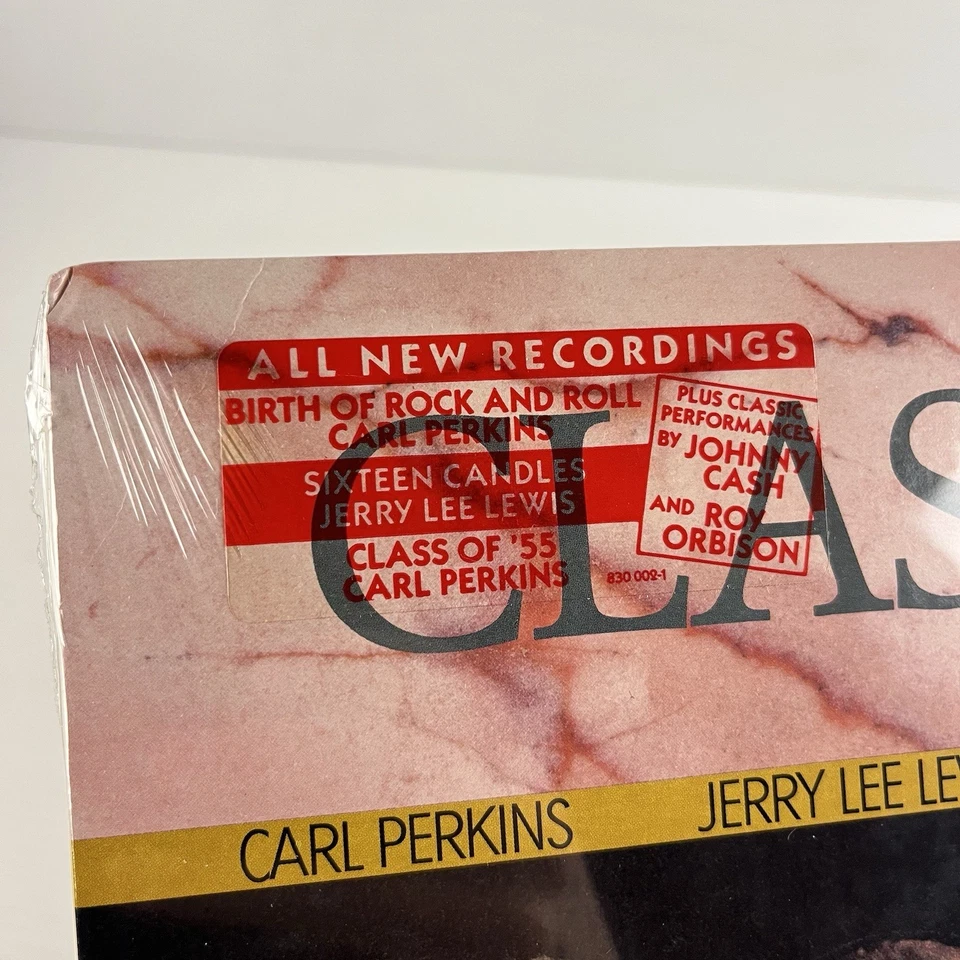 ALL NEW RECORDINGS
BIRTH OF ROCK AND ROLL
CARL PERKINS
SIXTEEN CANDLES
JERRY LEE LEWIS
CLASS OF '55
CARL PERKINS
PLUS CLASSIC
PERFORMANCES
BY JOHNNY
CASH
AND ROY
ORBISON
830 002-1
CLAS
CARL PERKINS JERRY LEE LEW